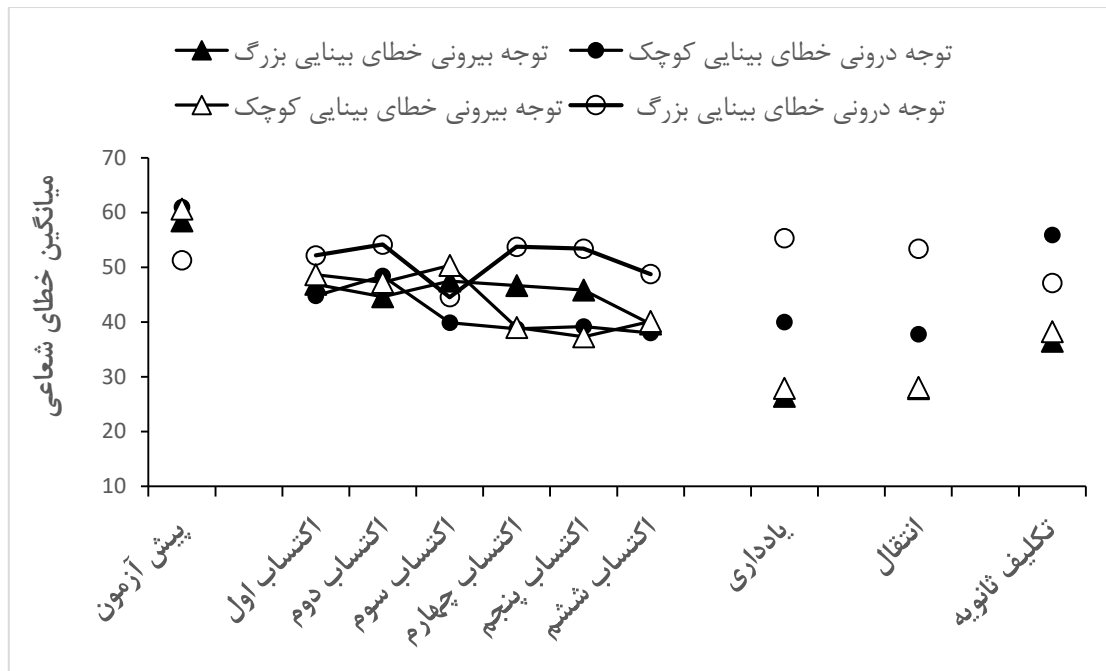 توجه بیرونی خطای بینایی بزرگ توجه درونی خطای بینایی کوچک
توجه بیرونی خطای بینایی کوچک توجه درونی خطای بینایی بزرگ
میانگین خطای شعاعی
70
60
50
40
30
20
10
پیش آزمون
اکتساب اول
اکتساب دوم
اکتساب سوم
اکتساب چهارم
اکتساب پنجم
اکتساب ششم
یادداری
انتقال
تکلیف ثانویه